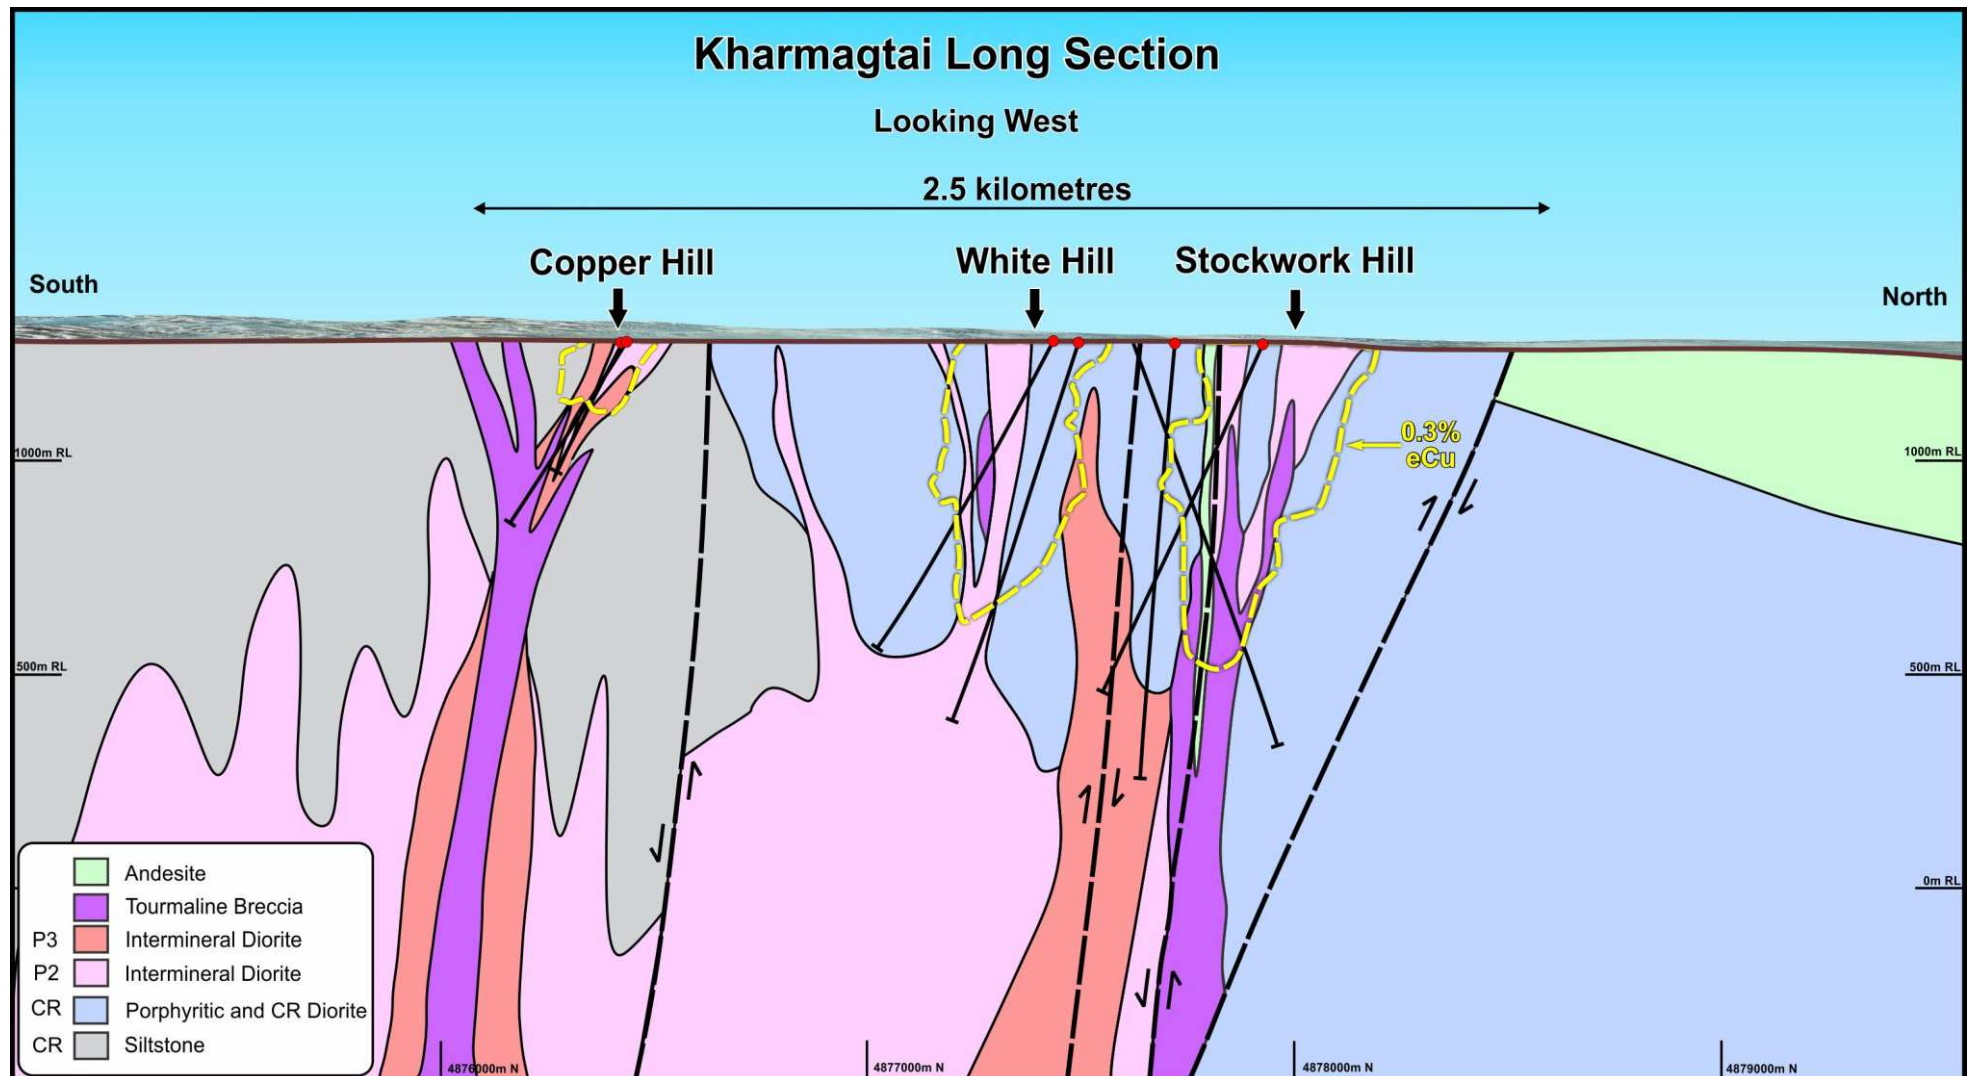 Kharmagtai Long Section
Looking West
2.5 kilometres
Copper Hill
White Hill
Stockwork Hill
South
North
0.3%
eCu
1000m RL
1000m RL
500m RL
500m RL
0m RL
Andesite
Tourmaline Breccia
P3 Intermineral Diorite
P2 Intermineral Diorite
CR Porphyritic and CR Diorite
CR Siltstone
4876000m N
4877000m N
4878000m N
4879000m N